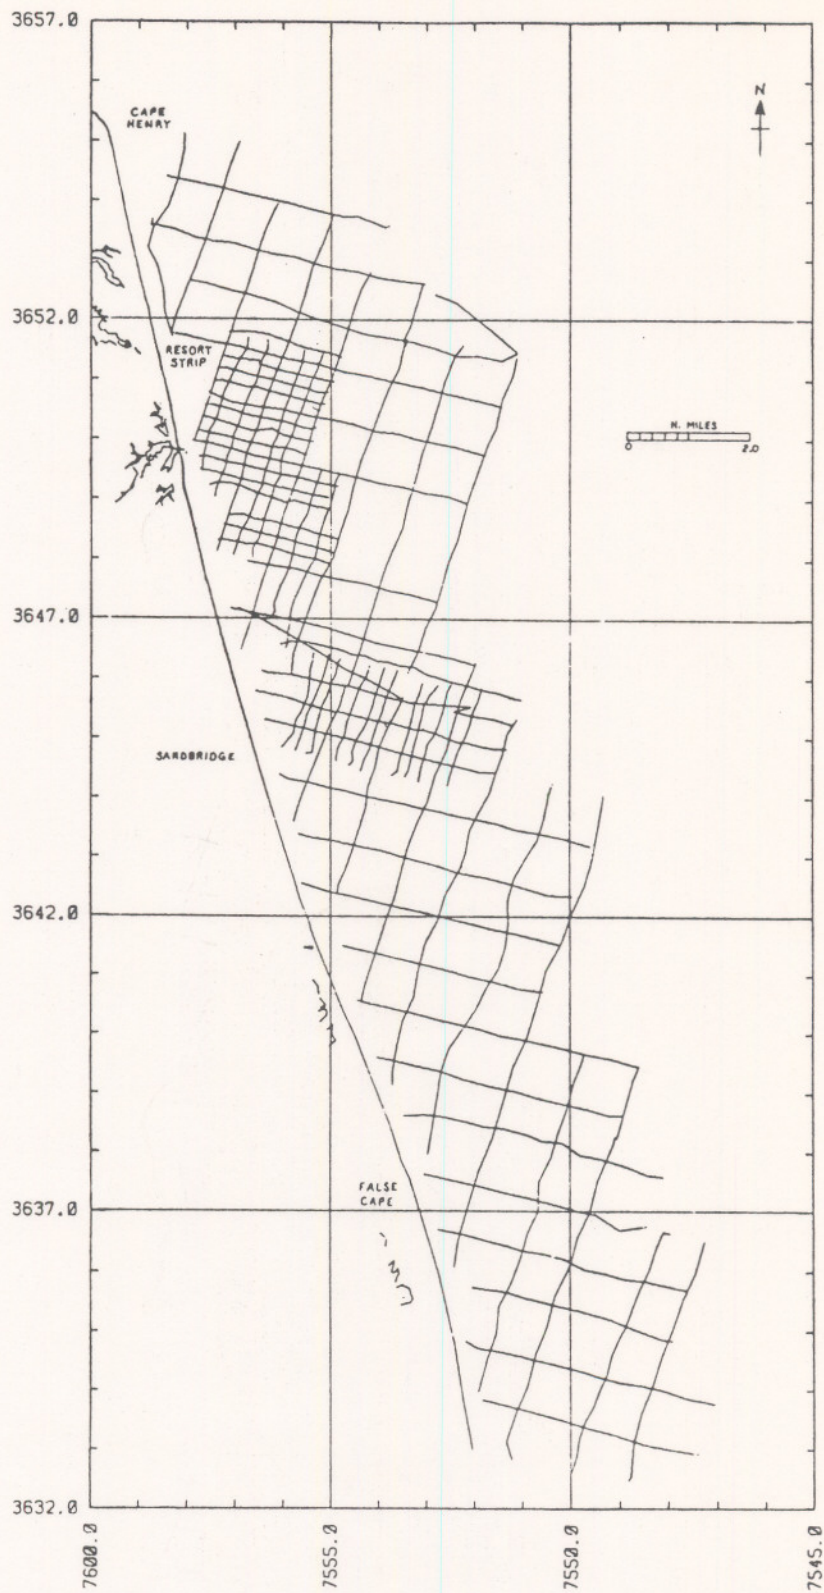 3657.0
CAPE
HENRY
N
3652.0
RESORT
STRIP
N. MILES
0 2.0
3647.0
SANDBRIDGE
3642.0
FALSE
CAPE
3637.0
3632.0
7600.0
7555.0
7550.0
7545.0